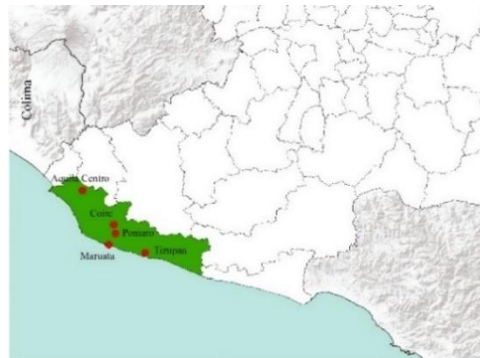 Colima
Aquila Centro
Coire
Pomaro
Tizupan
Maruata